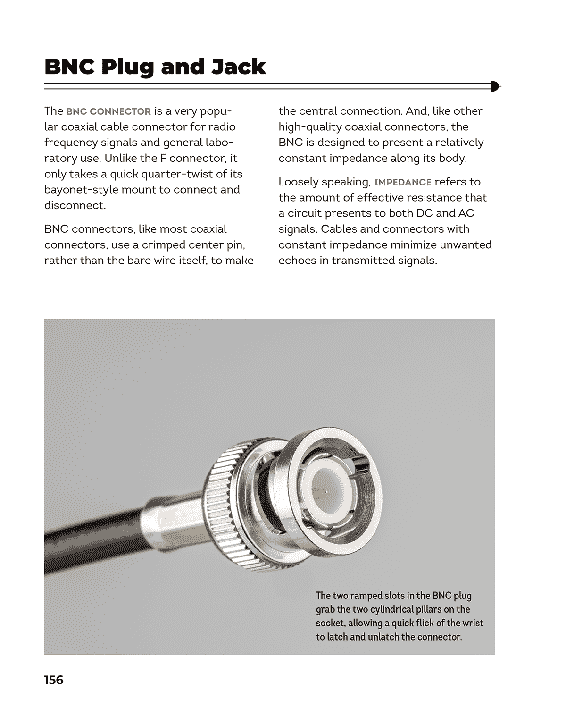 BNC Plug and Jack
The BNC CONNECTOR is a very popu-
lar coaxial cable connector for radio
frequency signals and general labo-
ratory use. Unlike the F connector, it
only takes a quick quarter-twist of its
bayonet-style mount to connect and
disconnect.
BNC connectors, like most coaxial
connectors, use a crimped center pin,
rather than the bare wire itself, to make
the central connection. And, like other
high-quality coaxial connectors, the
BNC is designed to present a relatively
constant impedance along its body.
Loosely speaking, IMPEDANCE refers to
the amount of effective resistance that
a circuit presents to both DC and AC
signals. Cables and connectors with
constant impedance minimize unwanted
echoes in transmitted signals.
The two ramped slots in the BNC plug
grab the two cylindrical pillars on the
socket, allowing a quick flick of the wrist
to latch and unlatch the connector.
156